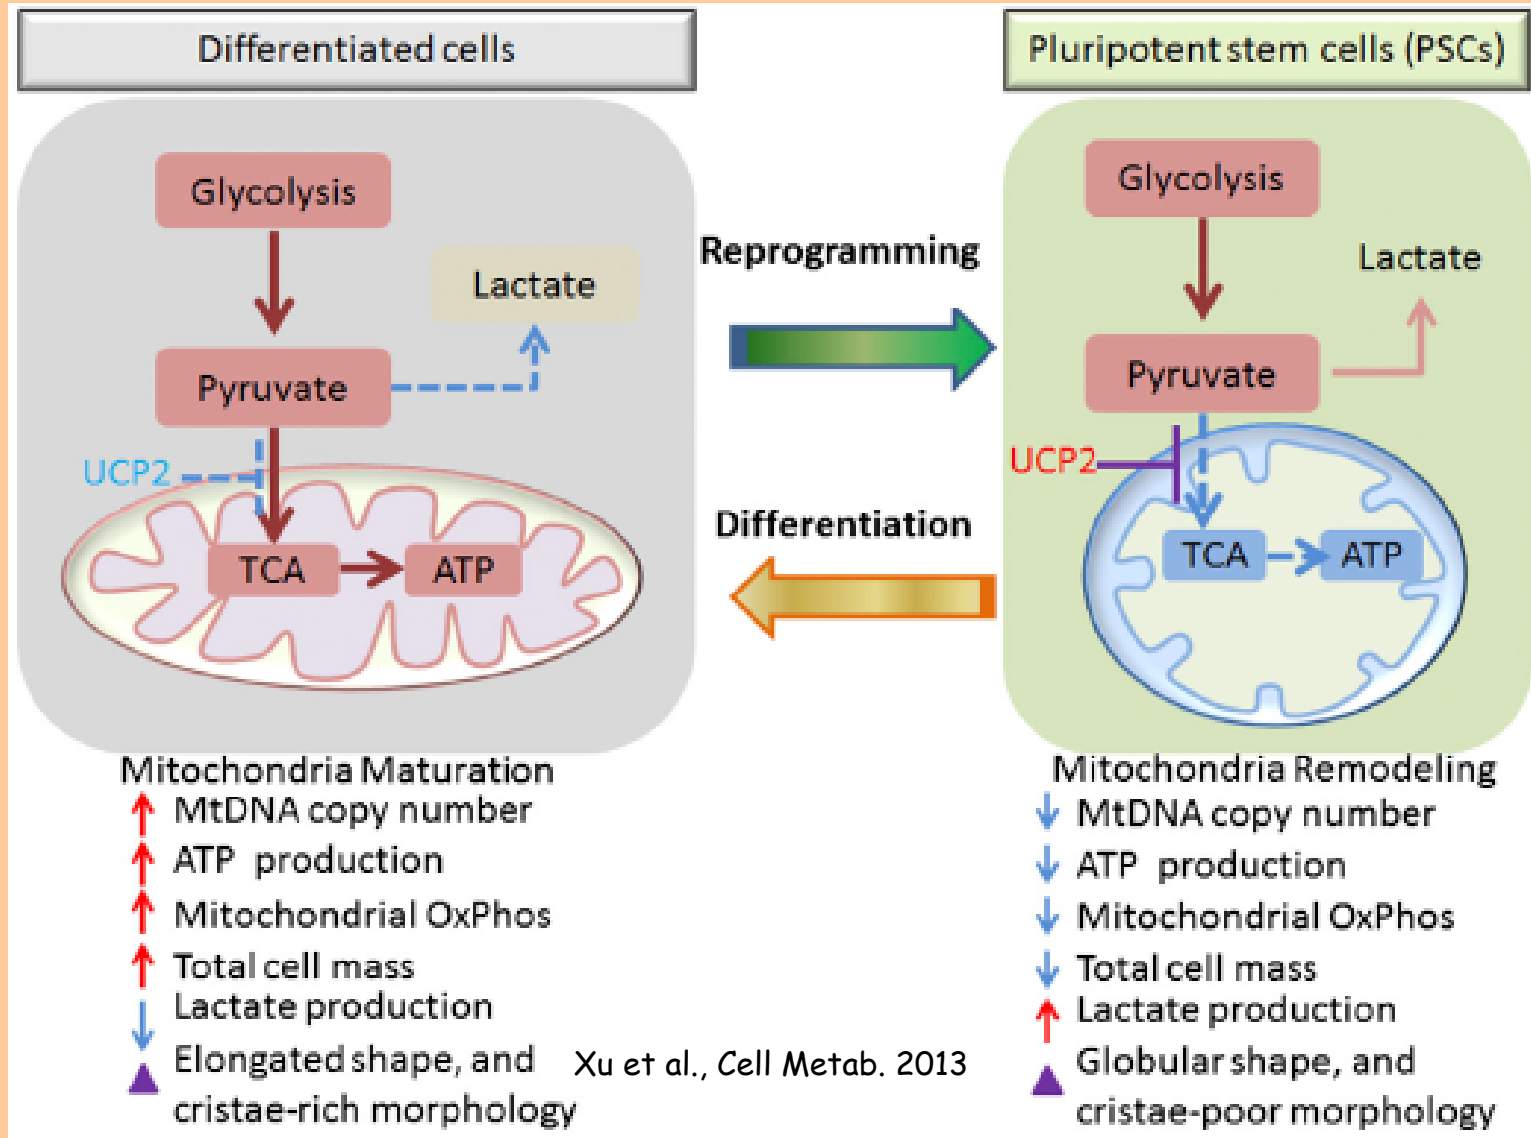 Differentiated cells
Glycolysis
Lactate
Pyruvate
UCP2
TCA
ATP
Mitochondria Maturation
MtDNA copy number
ATP production
Mitochondrial OxPhos
Total cell mass
Lactate production
Elongated shape, and
cristae-rich morphology
Reprogramming
Differentiation
Xu et al., Cell Metab. 2013
Pluripotent stem cells (PSCs)
Glycolysis
Lactate
Pyruvate
UCP2
TCA
ATP
Mitochondria Remodeling
MtDNA copy number
ATP production
Mitochondrial OxPhos
Total cell mass
Lactate production
Globular shape, and
cristae-poor morphology